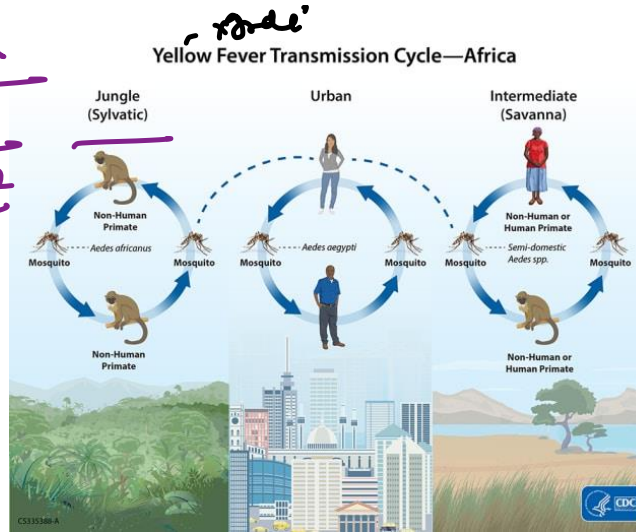 Yellow Fever Transmission Cycle—Africa
Jungle
(Sylvatic)
Non-Human
Primate
Aedes africanus
Mosquito
Mosquito
Non-Human
Primate
Urban
Aedes aegypti
Mosquito
Mosquito
Intermediate
(Savanna)
Non-Human or
Human Primate
Semi-domestic
Aedes spp.
Mosquito
Mosquito
Non-Human or
Human Primate
CS335388-A
CDC